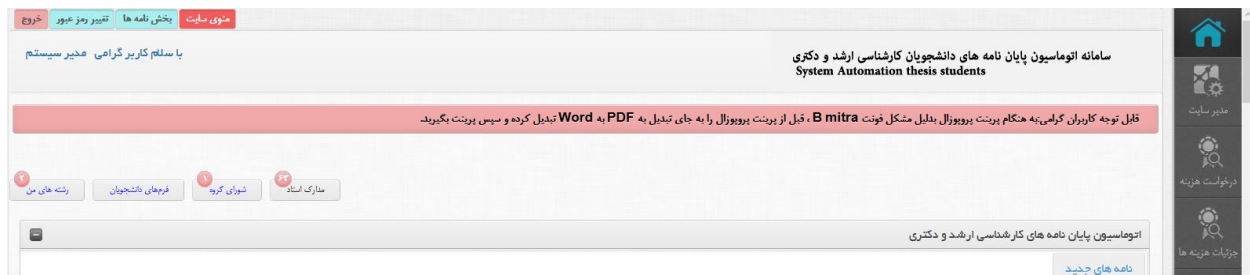 منوی سایت
بخش نامه ها
تغییر رمز عبور
خروج
با سلام کاربر گرامی مدیر سیستم
سامانه اتوماسیون پایان نامه های دانشجویان کارشناسی ارشد و دکتری
System Automation thesis students
قابل توجه کاربران گرامی:به هنگام پرینت پروپوزال بدلیل مشکل فونت B mitra ، قبل از پرینت پروپوزال را به جای تبدیل به PDF به Word تبدیل کرده و سپس پرینت بگیرید.
مدیر سایت
درخواست هزینه
جزئیات هزینه ها
مدارک استاد ۶۳
شورای گروه ۱
فرمهای دانشجویان
رشته های من ۲
اتوماسیون پایان نامه های کارشناسی ارشد و دکتری
نامه های جدید